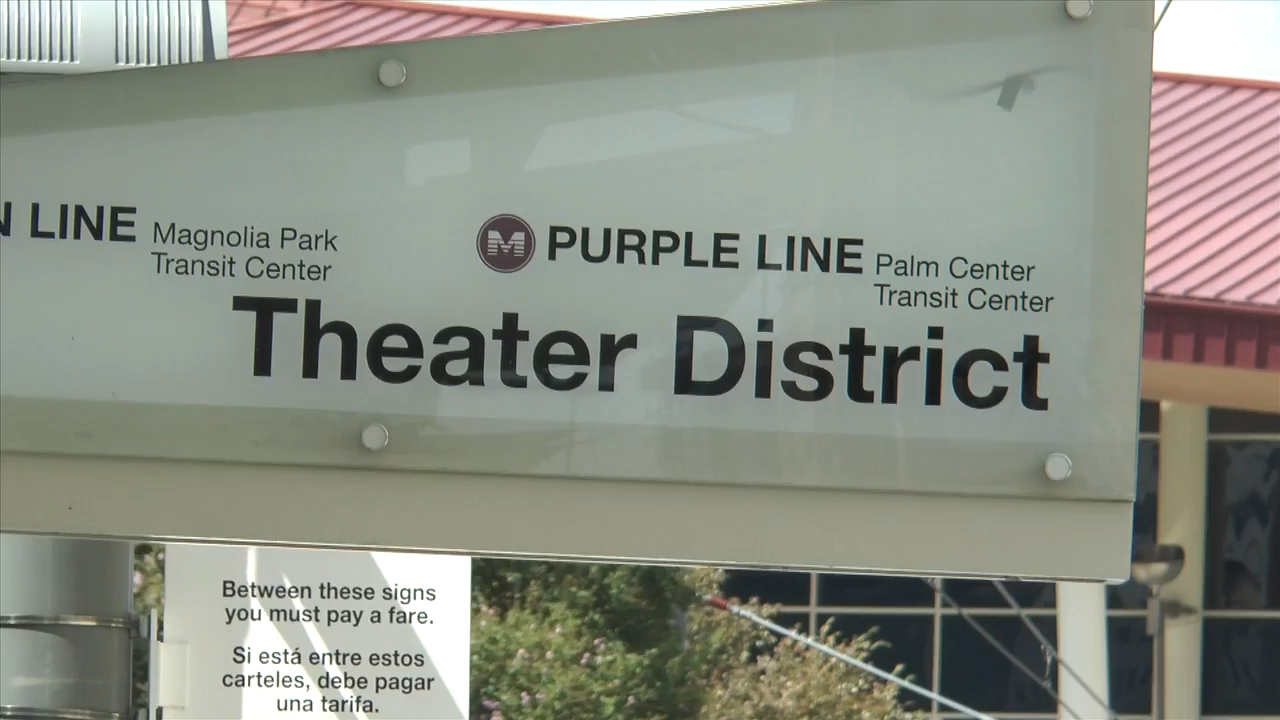 N LINE Magnolia Park
Transit Center
M PURPLE LINE Palm Center
Transit Center
Theater District
Between these signs
you must pay a fare.
Si está entre estos
carteles, debe pagar
una tarifa.